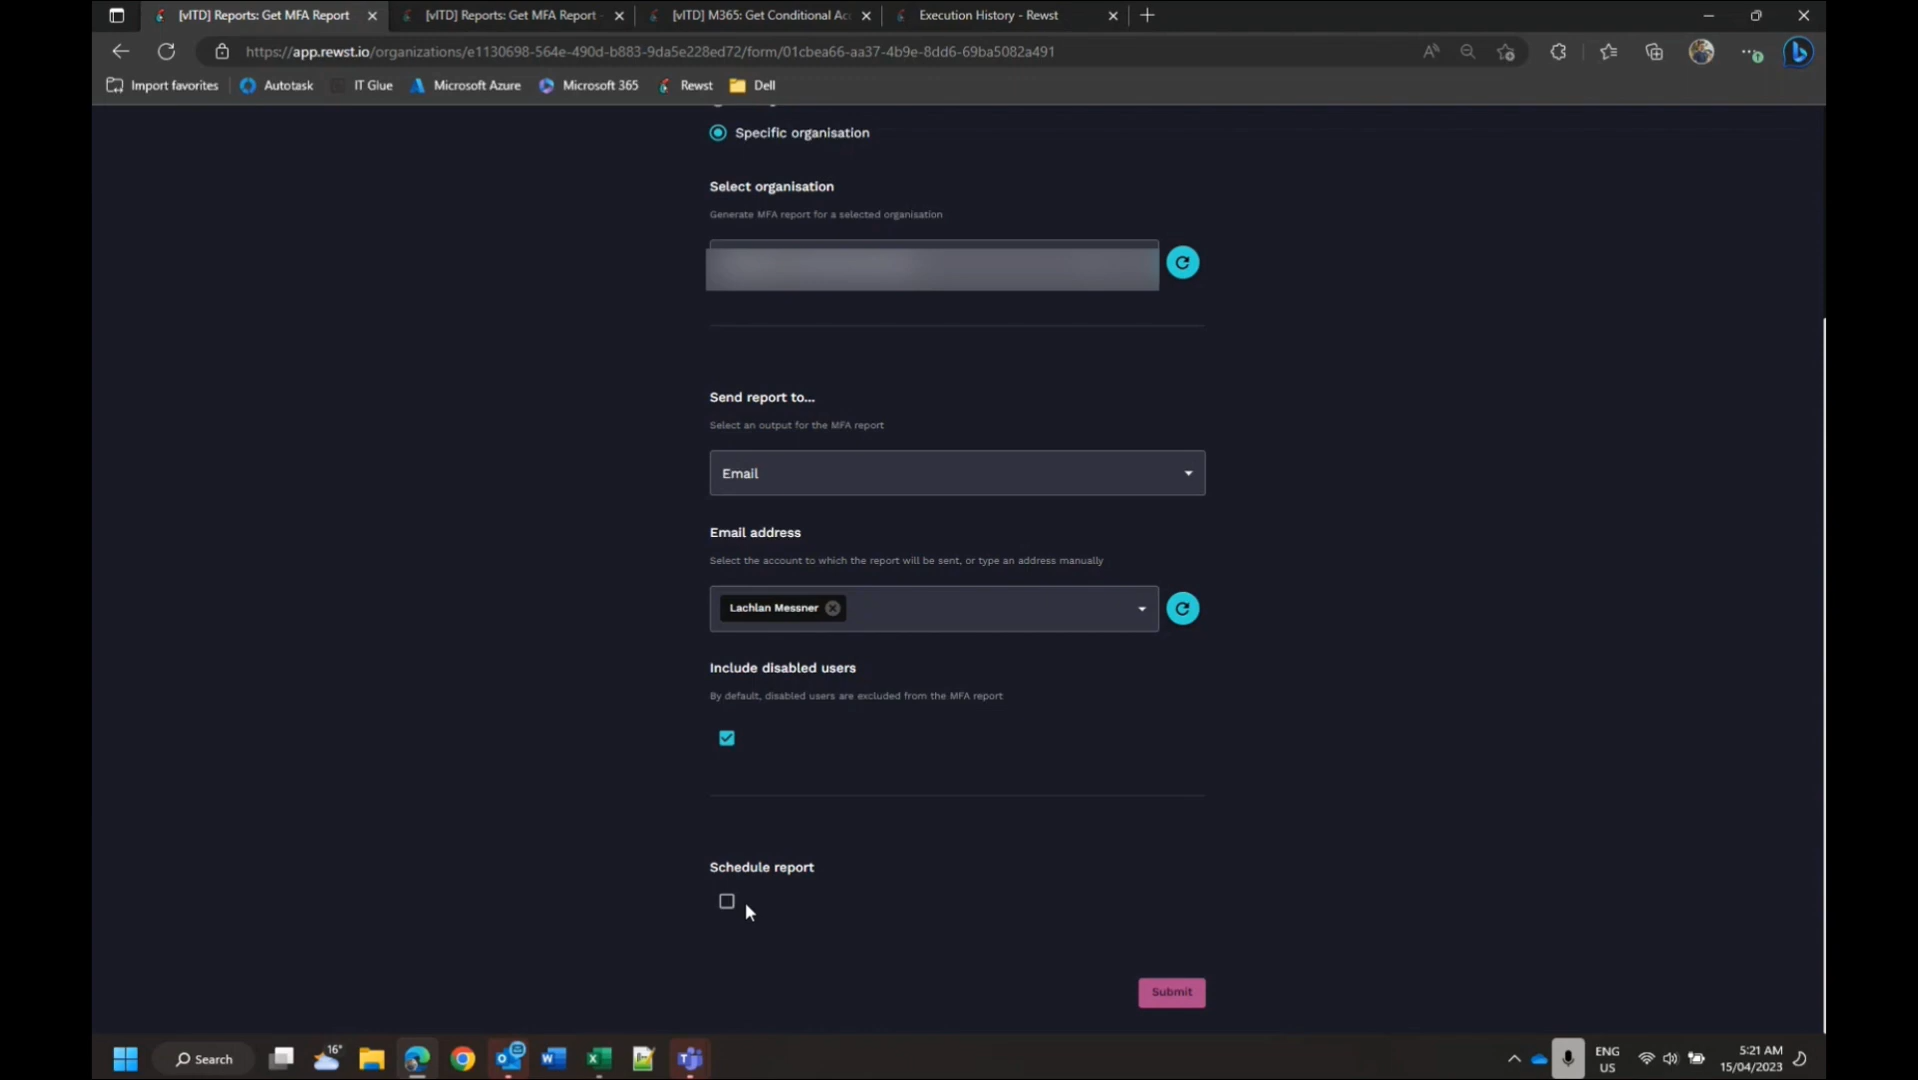 [vITD] Reports: Get MFA Report
[vITD] Reports: Get MFA Report -
[vITD] M365: Get Conditional Acc
Execution History - Rewst
https://app.rewst.io/organizations/e1130698-564e-490d-b883-9da5e228ed72/form/01cbea66-aa37-4b9e-8dd6-69ba5082a491
Import favorites
Autotask
IT Glue
Microsoft Azure
Microsoft 365
Rewst
Dell
Specific organisation
Select organisation
Generate MFA report for a selected organisation
Send report to...
Select an output for the MFA report
Email
Email address
Select the account to which the report will be sent, or type an address manually
Lachlan Messner
Include disabled users
By default, disabled users are excluded from the MFA report
Schedule report
Submit
Search
16°
ENG
US
5:21 AM
15/04/2023